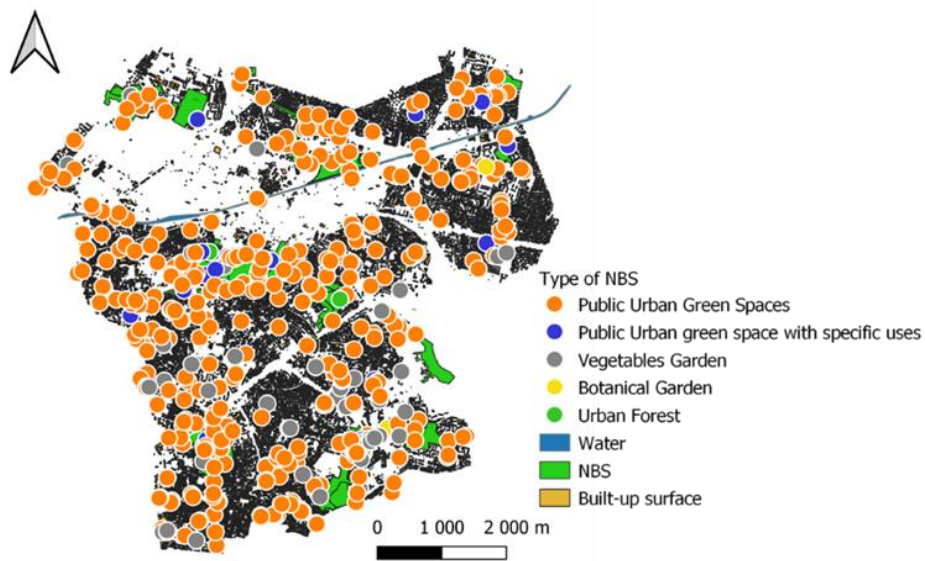 Type of NBS
Public Urban Green Spaces
Public Urban green space with specific uses
Vegetables Garden
Botanical Garden
Urban Forest
Water
NBS
Built-up surface
0 1 000 2 000 m